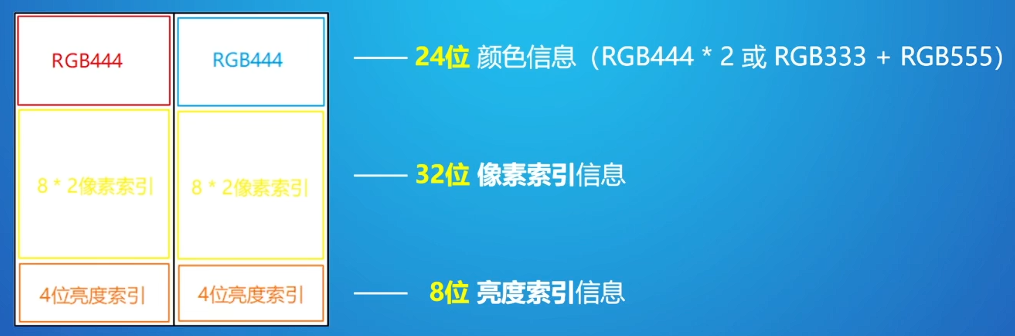 RGB444 RGB444
24位 颜色信息（RGB444 * 2 或 RGB333 + RGB555）
8 * 2像素索引 8 * 2像素索引
32位 像素索引信息
4位亮度索引 4位亮度索引
8位 亮度索引信息